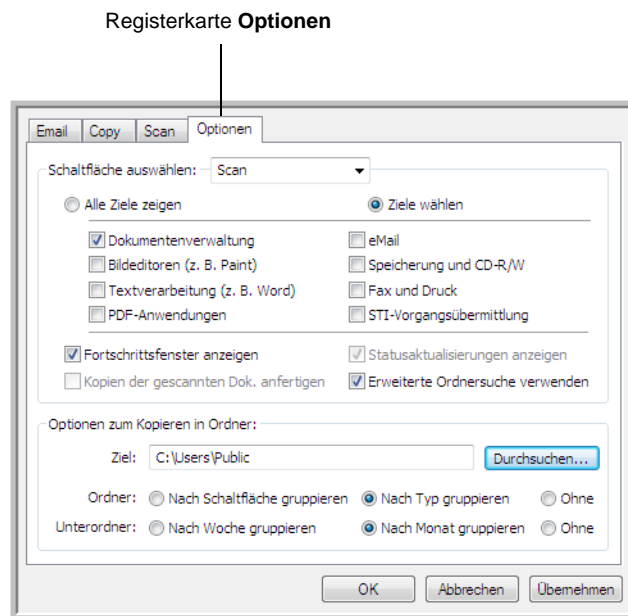 Registerkarte Optionen
Email Copy Scan Optionen
Schaltfläche auswählen: Scan
Alle Ziele zeigen Ziele wählen
Dokumentenverwaltung eMail
Bildeditoren (z. B. Paint) Speicherung und CD-R/W
Textverarbeitung (z. B. Word) Fax und Druck
PDF-Anwendungen STI-Vorgangsübermittlung
Fortschrittsfenster anzeigen Statusaktualisierungen anzeigen
Kopien der gescannten Dok. anfertigen Erweiterte Ordnersuche verwenden
Optionen zum Kopieren in Ordner:
Ziel: C:\Users\Public Durchsuchen...
Ordner: Nach Schaltfläche gruppieren Nach Typ gruppieren Ohne
Unterordner: Nach Woche gruppieren Nach Monat gruppieren Ohne
OK Abbrechen Übernehmen